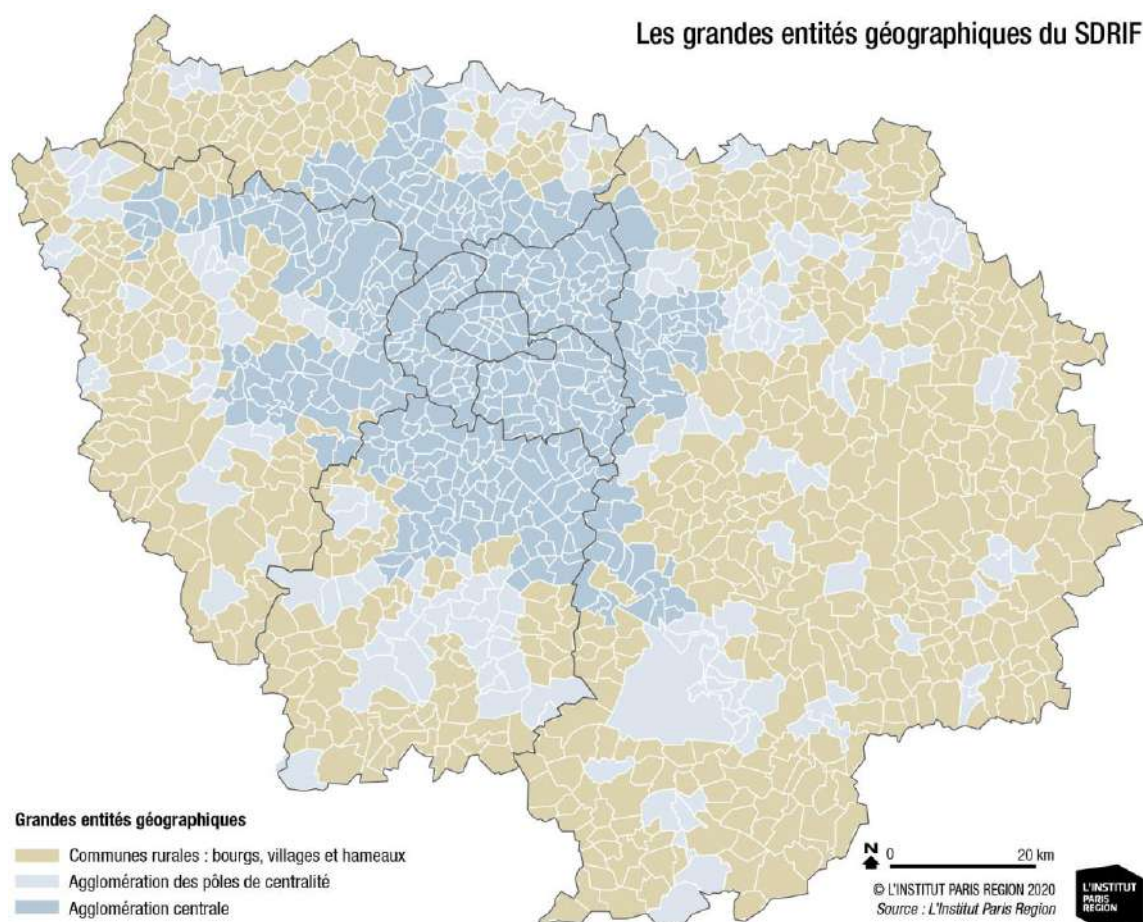 Les grandes entités géographiques du SDRIF
Grandes entités géographiques
Communes rurales : bourgs, villages et hameaux
Agglomération des pôles de centralité
Agglomération centrale
N 0 20 km
© L'INSTITUT PARIS REGION 2020
Source : L'Institut Paris Region
L'INSTITUT
PARIS
REGION